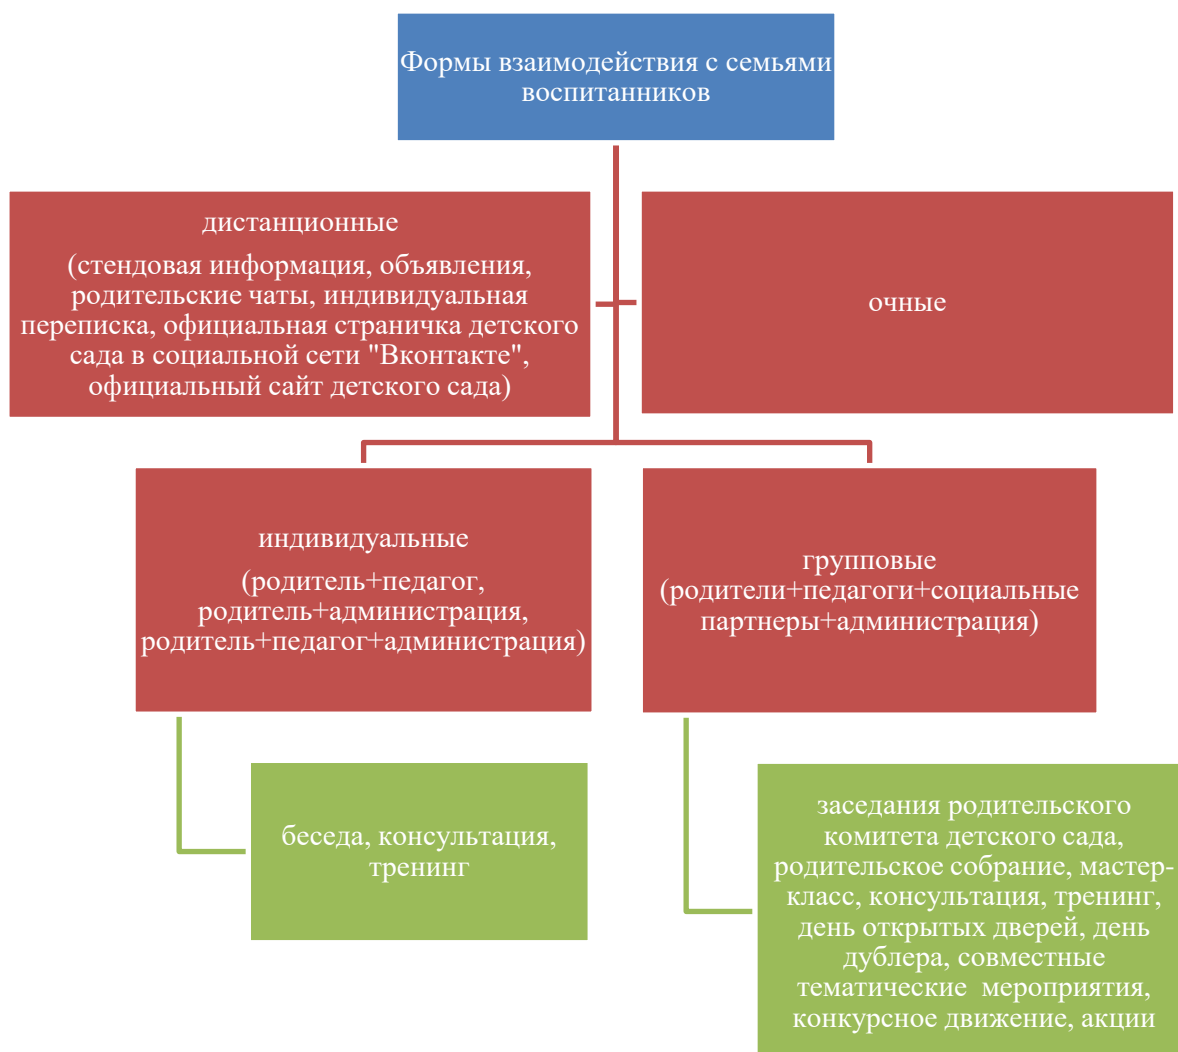 Формы взаимодействия с семьями
воспитанников
дистанционные
(стендовая информация, объявления,
родительские чаты, индивидуальная
переписка, официальная страничка детского
сада в социальной сети "Вконтакте",
официальный сайт детского сада)
очные
индивидуальные
(родитель+педагог,
родитель+администрация,
родитель+педагог+администрация)
групповые
(родители+педагоги+социальные
партнеры+администрация)
беседа, консультация,
тренинг
заседания родительского
комитета детского сада,
родительское собрание, мастер-
класс, консультация, тренинг,
день открытых дверей, день
дублера, совместные
тематические  мероприятия,
конкурсное движение, акции